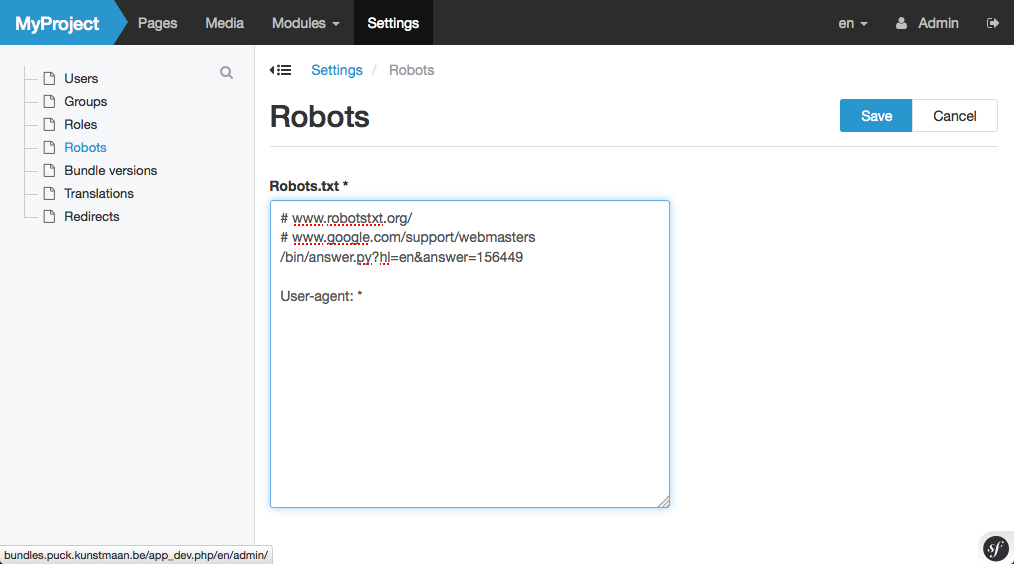 MyProject Pages Media Modules Settings en Admin
Users
Groups
Roles
Robots
Bundle versions
Translations
Redirects
Settings / Robots
Robots
Save Cancel
Robots.txt *
# www.robotstxt.org/
# www.google.com/support/webmasters
/bin/answer.py?hl=en&answer=156449
User-agent: *
bundles.puck.kunstmaan.be/app_dev.php/en/admin/
sf